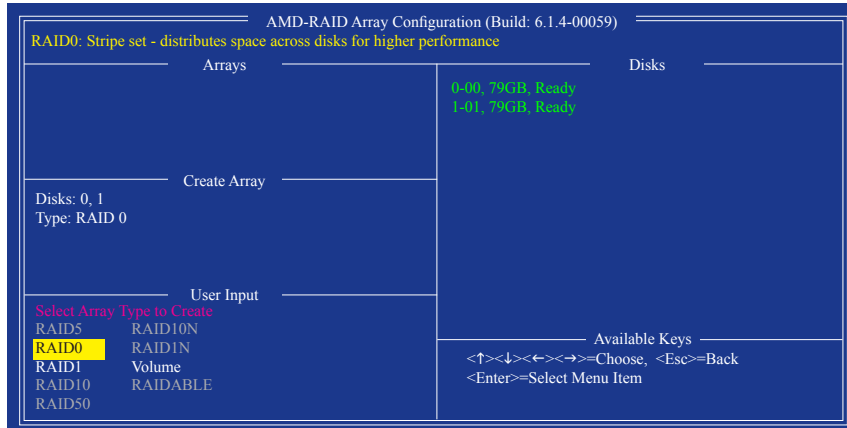 AMD-RAID Array Configuration (Build: 6.1.4-00059)
RAID0: Stripe set - distributes space across disks for higher performance
Arrays
Disks
0-00, 79GB, Ready
1-01, 79GB, Ready
Create Array
Disks: 0, 1
Type: RAID 0
User Input
Select Array Type to Create
RAID5 RAID10N
RAID0 RAID1N
RAID1 Volume
RAID10 RAIDABLE
RAID50
Available Keys
<↑><↓><←><→>=Choose, <Esc>=Back
<Enter>=Select Menu Item